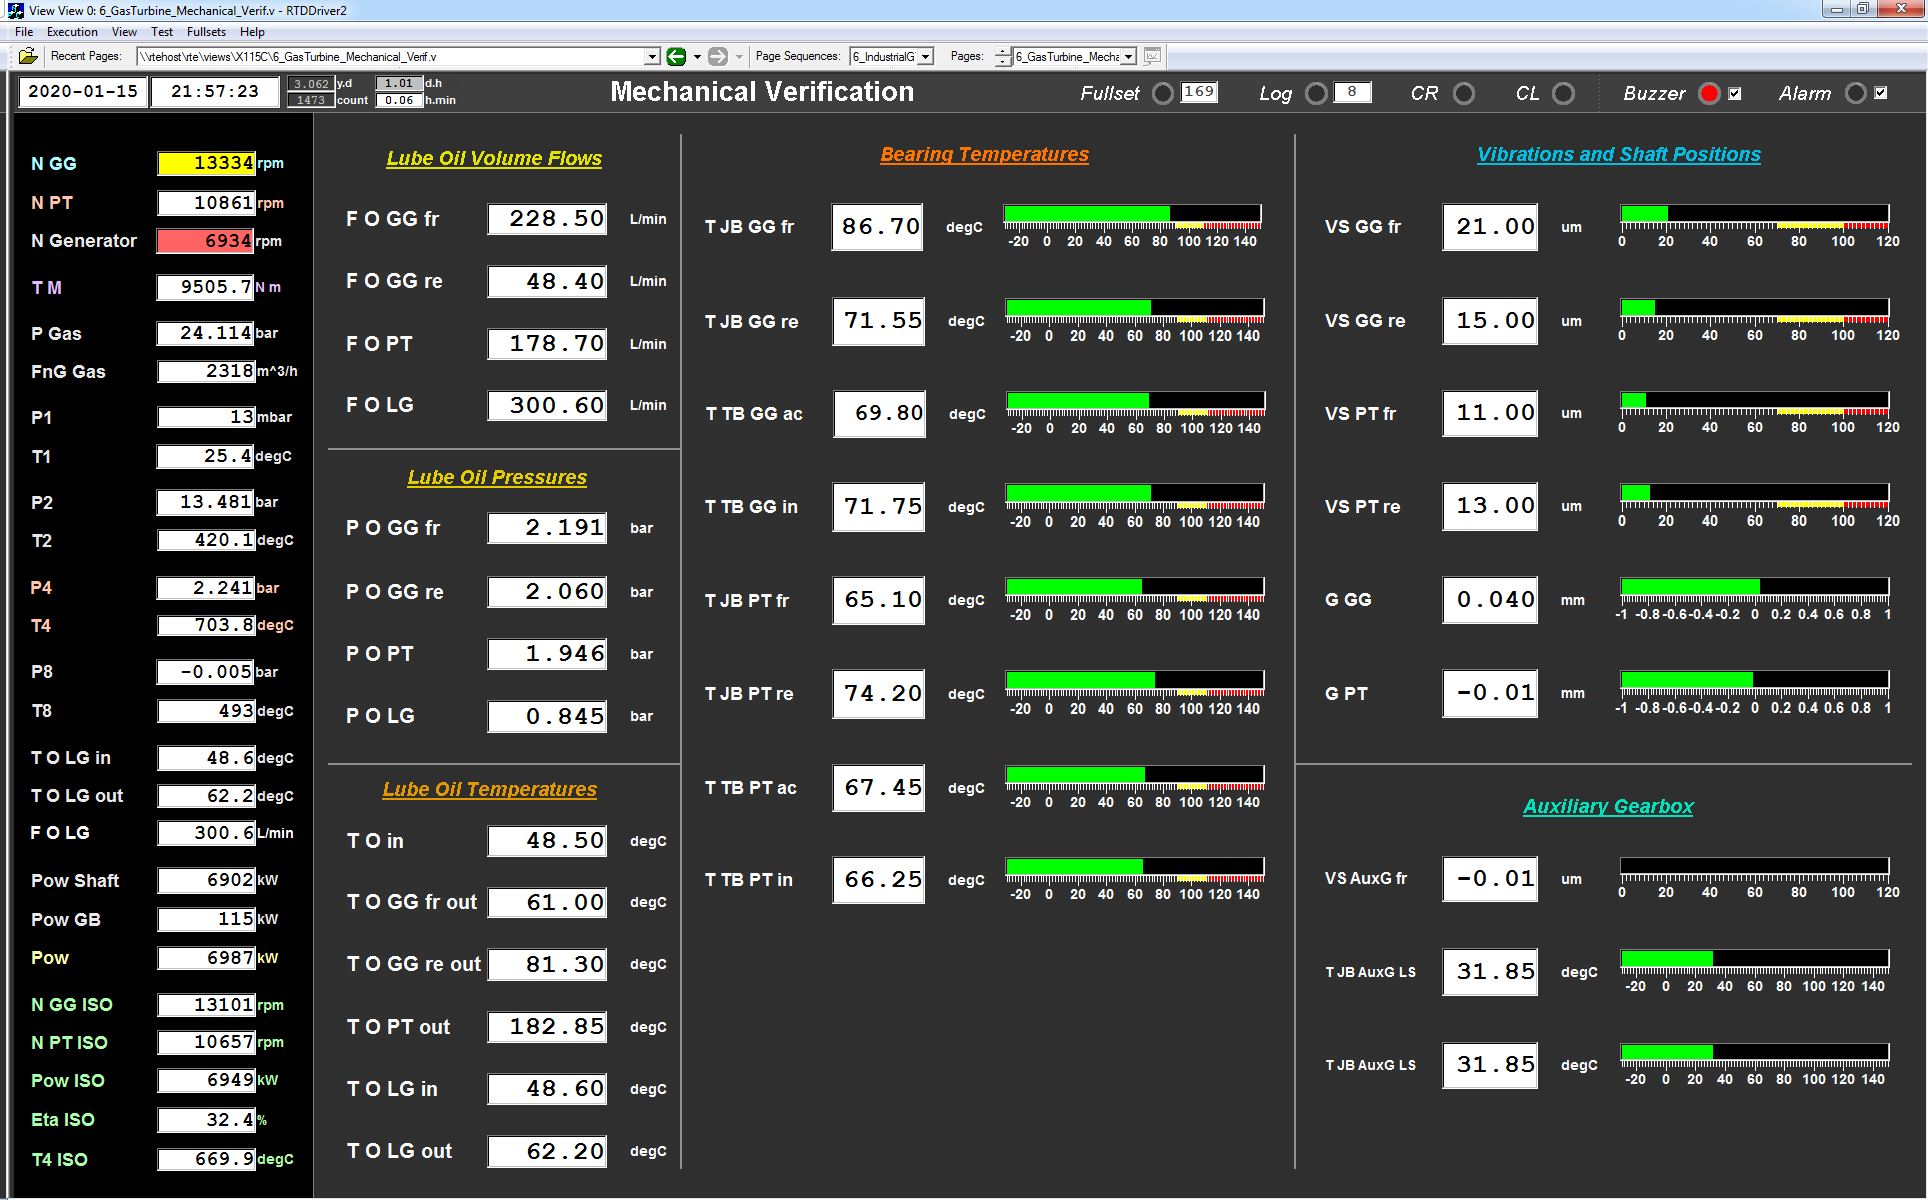 View View 0: 6_GasTurbine_Mechanical_Verif.v - RTDDriver2
File Execution View Test Fullsets Help
Recent Pages: \\rtehost\rte\views\X115C\6_GasTurbine_Mechanical_Verif.v Page Sequences: 6_IndustrialG Pages: 6_GasTurbine_Mecha
2020-01-15 21:57:23 3.062 y.d 1.01 d.h
1473 count 0.06 h.min
Mechanical Verification
Fullset 169 Log 8 CR CL Buzzer Alarm
N GG 13334 rpm
N PT 10861 rpm
N Generator 6934 rpm
T M 9505.7 N m
P Gas 24.114 bar
FnG Gas 2318 m^3/h
P1 13 mbar
T1 25.4 degC
P2 13.481 bar
T2 420.1 degC
P4 2.241 bar
T4 703.8 degC
P8 -0.005 bar
T8 493 degC
T O LG in 48.6 degC
T O LG out 62.2 degC
F O LG 300.6 L/min
Pow Shaft 6902 kW
Pow GB 115 kW
Pow 6987 kW
N GG ISO 13101 rpm
N PT ISO 10657 rpm
Pow ISO 6949 kW
Eta ISO 32.4 %
T4 ISO 669.9 degC
Lube Oil Volume Flows
F O GG fr 228.50 L/min
F O GG re 48.40 L/min
F O PT 178.70 L/min
F O LG 300.60 L/min
Lube Oil Pressures
P O GG fr 2.191 bar
P O GG re 2.060 bar
P O PT 1.946 bar
P O LG 0.845 bar
Lube Oil Temperatures
T O in 48.50 degC
T O GG fr out 61.00 degC
T O GG re out 81.30 degC
T O PT out 182.85 degC
T O LG in 48.60 degC
T O LG out 62.20 degC
Bearing Temperatures
T JB GG fr 86.70 degC
-20 0 20 40 60 80 100 120 140
T JB GG re 71.55 degC
-20 0 20 40 60 80 100 120 140
T TB GG ac 69.80 degC
-20 0 20 40 60 80 100 120 140
T TB GG in 71.75 degC
-20 0 20 40 60 80 100 120 140
T JB PT fr 65.10 degC
-20 0 20 40 60 80 100 120 140
T JB PT re 74.20 degC
-20 0 20 40 60 80 100 120 140
T TB PT ac 67.45 degC
-20 0 20 40 60 80 100 120 140
T TB PT in 66.25 degC
-20 0 20 40 60 80 100 120 140
Vibrations and Shaft Positions
VS GG fr 21.00 um
0 20 40 60 80 100 120
VS GG re 15.00 um
0 20 40 60 80 100 120
VS PT fr 11.00 um
0 20 40 60 80 100 120
VS PT re 13.00 um
0 20 40 60 80 100 120
G GG 0.040 mm
-1 -0.8 -0.6 -0.4 -0.2 0 0.2 0.4 0.6 0.8 1
G PT -0.01 mm
-1 -0.8 -0.6 -0.4 -0.2 0 0.2 0.4 0.6 0.8 1
Auxiliary Gearbox
VS AuxG fr -0.01 um
0 20 40 60 80 100 120
T JB AuxG LS 31.85 degC
-20 0 20 40 60 80 100 120 140
T JB AuxG LS 31.85 degC
-20 0 20 40 60 80 100 120 140